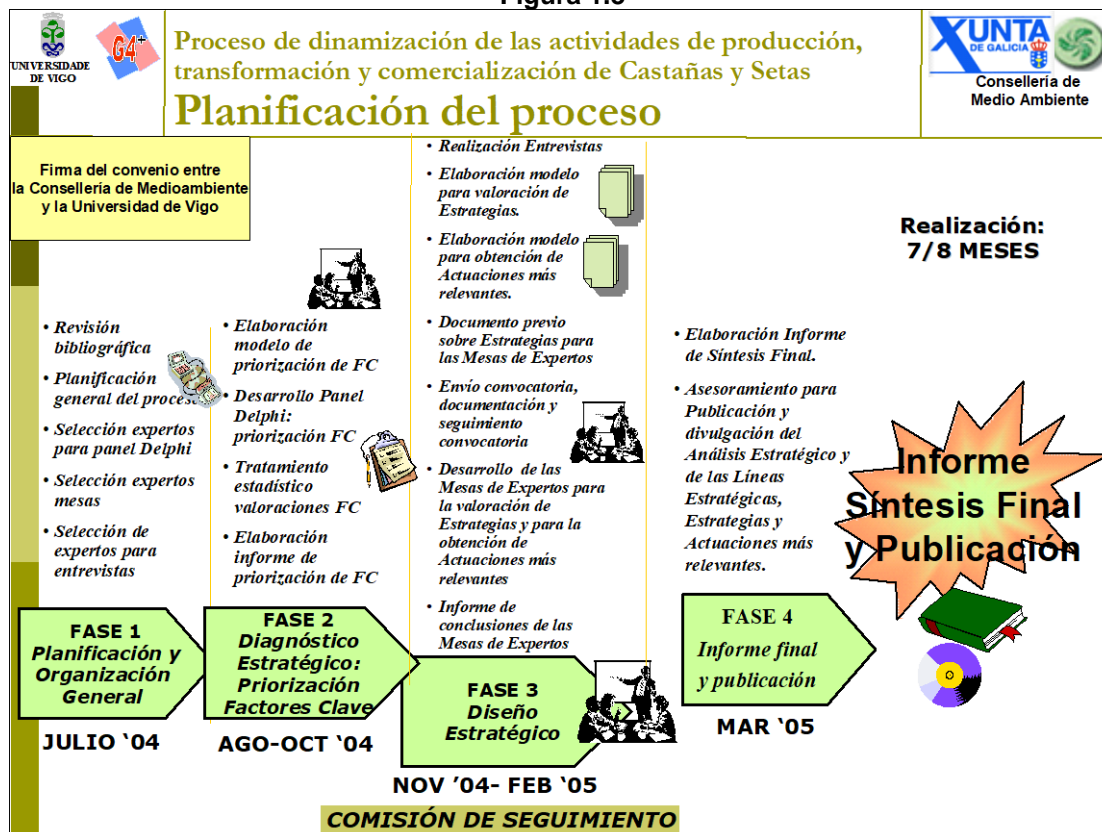 Figura 1.3
UNIVERSIDADE
DE VIGO
G4+
Proceso de dinamización de las actividades de producción,
transformación y comercialización de Castañas y Setas
Planificación del proceso
XUNTA
DE GALICIA
Consellería de
Medio Ambiente
Firma del convenio entre
la Consellería de Medioambiente
y la Universidad de Vigo
Realización:
7/8 MESES
• Revisión
bibliográfica
• Planificación
general del proceso
• Selección expertos
para panel Delphi
• Selección expertos
mesas
• Selección de
expertos para
entrevistas
• Elaboración
modelo de
priorización de FC
• Desarrollo Panel
Delphi:
priorización FC
• Tratamiento
estadístico
valoraciones FC
• Elaboración
informe de
priorización de FC
• Realización Entrevistas
• Elaboración modelo
para valoración de
Estrategias.
• Elaboración modelo
para obtención de
Actuaciones más
relevantes.
• Documento previo
sobre Estrategias para
las Mesas de Expertos
• Envío convocatoria,
documentación y
seguimiento
convocatoria
• Desarrollo de las
Mesas de Expertos para
la valoración de
Estrategias y para la
obtención de
Actuaciones más
relevantes
• Informe de
conclusiones de las
Mesas de Expertos
• Elaboración Informe
de Síntesis Final.
• Asesoramiento para
Publicación y
divulgación del
Análisis Estratégico y
de las Líneas
Estratégicas,
Estrategias y
Actuaciones más
relevantes.
Informe
Síntesis Final
y Publicación
FASE 1
Planificación y
Organización
General
JULIO ‘04
FASE 2
Diagnóstico
Estratégico:
Priorización
Factores Clave
AGO-OCT ‘04
FASE 3
Diseño
Estratégico
NOV ’04- FEB ‘05
FASE 4
Informe final
y publicación
MAR ‘05
COMISIÓN DE SEGUIMIENTO